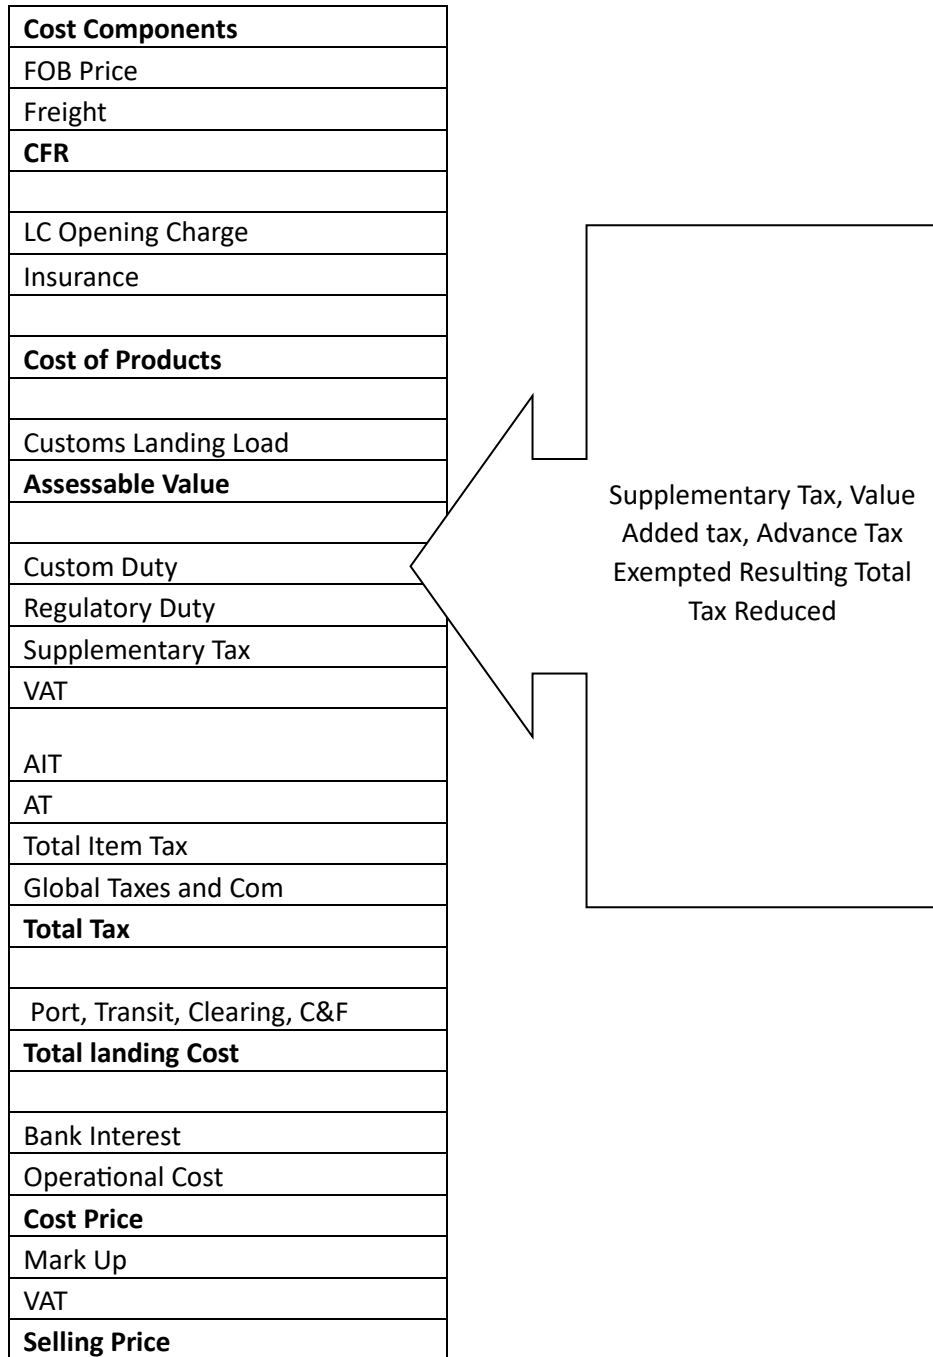 Cost Components
FOB Price
Freight
CFR
LC Opening Charge
Insurance
Cost of Products
Customs Landing Load
Assessable Value
Custom Duty
Regulatory Duty
Supplementary Tax
VAT
AIT
AT
Total Item Tax
Global Taxes and Com
Total Tax
Port, Transit, Clearing, C&F
Total landing Cost
Bank Interest
Operational Cost
Cost Price
Mark Up
VAT
Selling Price
Supplementary Tax, Value
Added tax, Advance Tax
Exempted Resulting Total
Tax Reduced